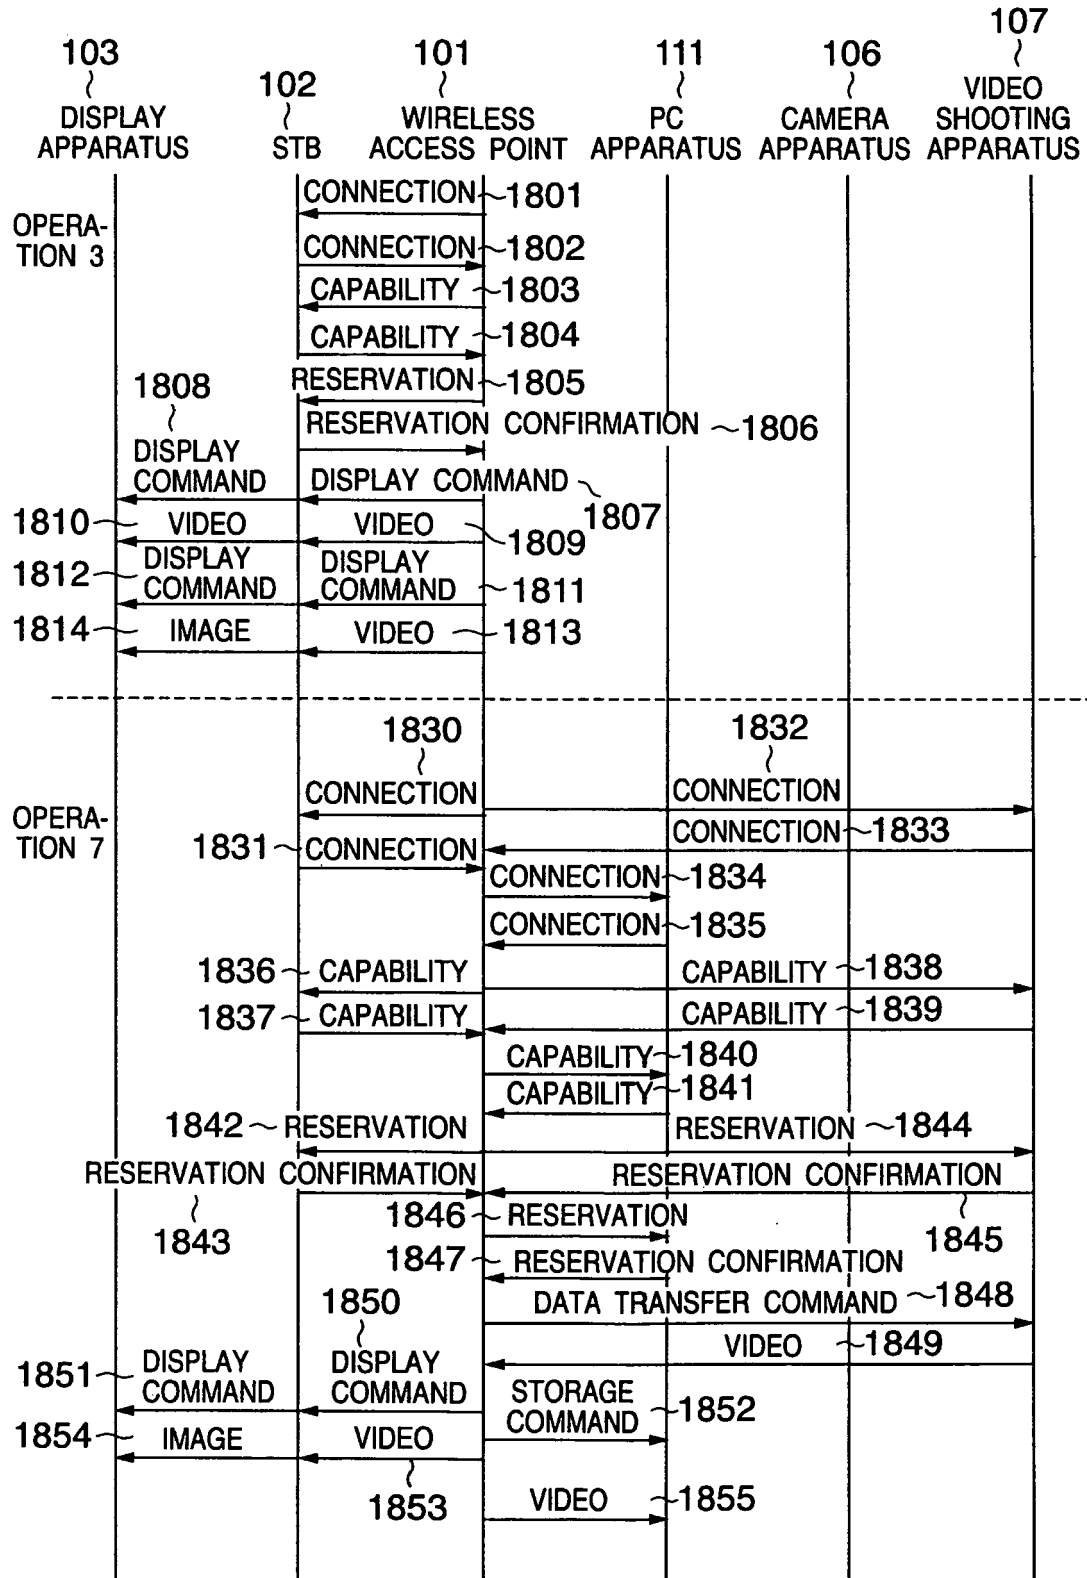 107
103
101
111
106
102
VIDEO
DISPLAY
WIRELESS
PC
CAMERA
SHOOTING
APPARATUS
STB
ACCESS POINT
APPARATUS
APPARATUS
APPARATUS
CONNECTION 1801
OPERA-
TION 3
CONNECTION 1802
CAPABILITY 1803
CAPABILITY 1804
RESERVATION 1805
1808
RESERVATION CONFIRMATION 1806
DISPLAY
COMMAND
DISPLAY COMMAND
1807
1810 VIDEO
VIDEO 1809
1812 DISPLAY
COMMAND
DISPLAY
COMMAND 1811
1814 IMAGE
VIDEO 1813
1830
1832
CONNECTION
CONNECTION
OPERA-
TION 7
CONNECTION 1833
1831 CONNECTION
CONNECTION 1834
CONNECTION 1835
1836 CAPABILITY
CAPABILITY 1838
1837 CAPABILITY
CAPABILITY 1839
CAPABILITY 1840
CAPABILITY 1841
1842 RESERVATION
RESERVATION 1844
RESERVATION CONFIRMATION
RESERVATION CONFIRMATION
1843
1845
1846 RESERVATION
1847 RESERVATION CONFIRMATION
DATA TRANSFER COMMAND 1848
1850
VIDEO 1849
1851 DISPLAY
COMMAND
DISPLAY
COMMAND
STORAGE
COMMAND 1852
1854 IMAGE
VIDEO
1853
VIDEO 1855